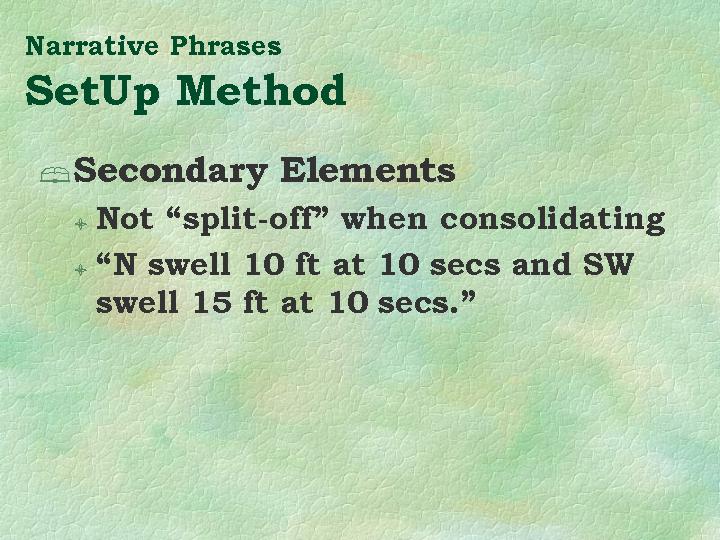 Narrative Phrases
SetUp Method
Secondary Elements
Not “split-off” when consolidating
“N swell 10 ft at 10 secs and SW
swell 15 ft at 10 secs.”